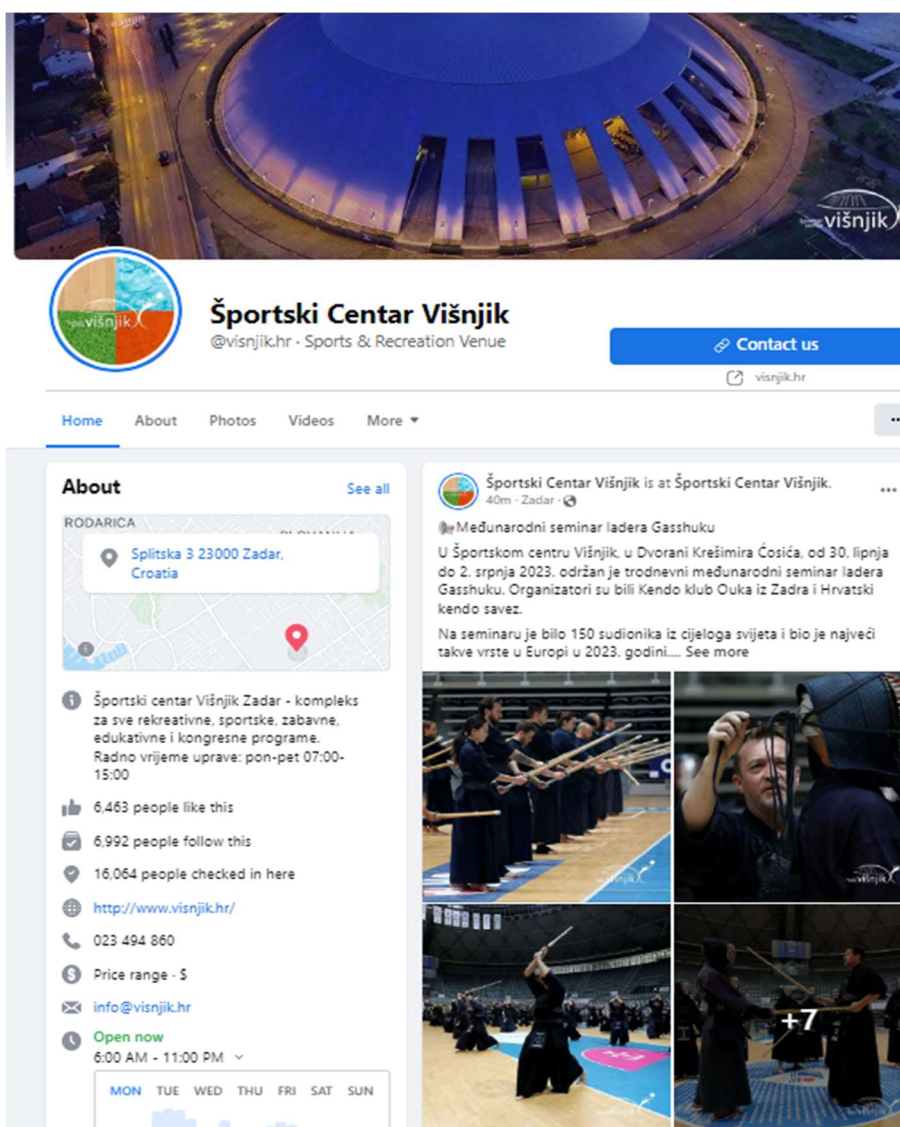 višnjik
višnjik
Športski Centar Višnjik
@visnjik.hr · Sports & Recreation Venue
Contact us
visnjik.hr
Home About Photos Videos More
About
See all
RODARICA
Splitska 3 23000 Zadar,
Croatia
Športski centar Višnjik Zadar - kompleks
za sve rekreativne, sportske, zabavne,
edukativne i kongresne programe.
Radno vrijeme uprave: pon-pet 07:00-
15:00
6,463 people like this
6,992 people follow this
16,064 people checked in here
http://www.visnjik.hr/
023 494 860
Price range · $
info@visnjik.hr
Open now
6:00 AM - 11:00 PM
MON TUE WED THU FRI SAT SUN
Športski Centar Višnjik is at Športski Centar Višnjik.
40m · Zadar ·
Međunarodni seminar ladera Gasshuku
U Športskom centru Višnjik, u Dvorani Krešimira Ćosića, od 30. lipnja
do 2. srpnja 2023. održan je trodnevni međunarodni seminar ladera
Gasshuku. Organizatori su bili Kendo klub Ouka iz Zadra i Hrvatski
kendo savez.
Na seminaru je bilo 150 sudionika iz cijeloga svijeta i bio je najveći
takve vrste u Europi u 2023. godini.... See more
višnjik
višnjik
+7